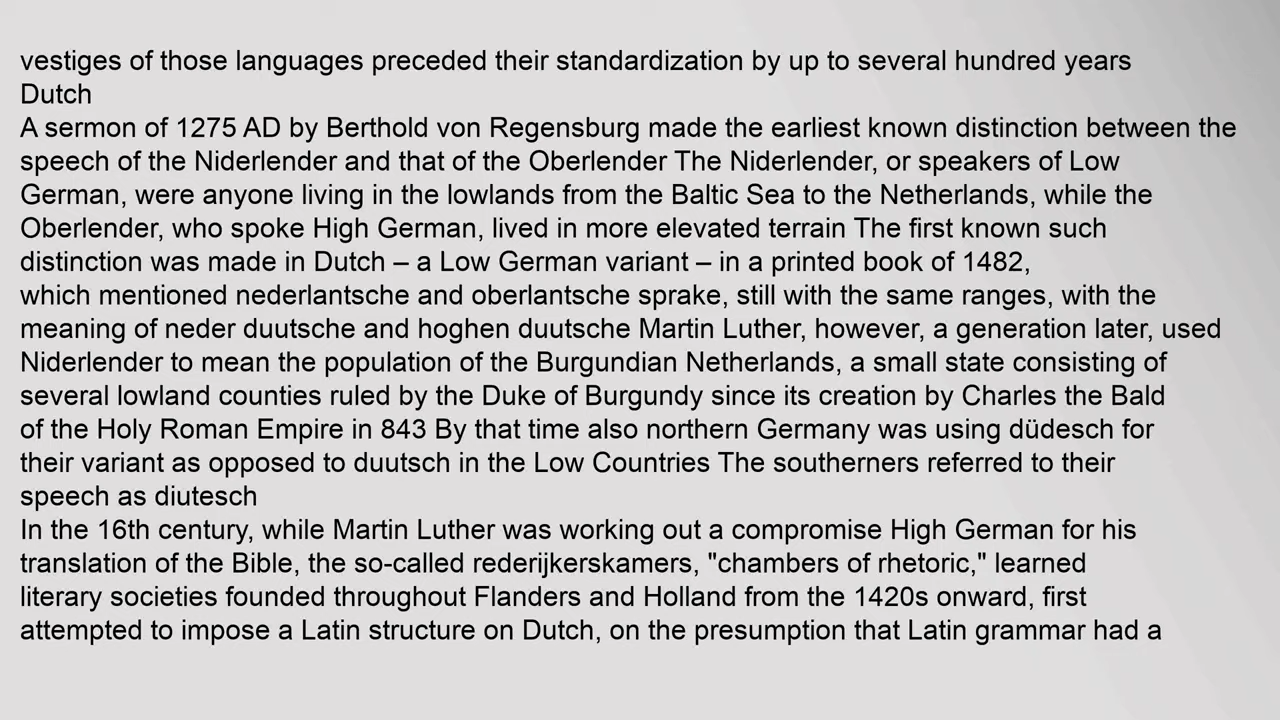 vestiges of those languages preceded their standardization by up to several hundred years
Dutch
A sermon of 1275 AD by Berthold von Regensburg made the earliest known distinction between the
speech of the Niderlender and that of the Oberlender The Niderlender, or speakers of Low
German, were anyone living in the lowlands from the Baltic Sea to the Netherlands, while the
Oberlender, who spoke High German, lived in more elevated terrain The first known such
distinction was made in Dutch – a Low German variant – in a printed book of 1482,
which mentioned nederlantsche and oberlantsche sprake, still with the same ranges, with the
meaning of neder duutsche and hoghen duutsche Martin Luther, however, a generation later, used
Niderlender to mean the population of the Burgundian Netherlands, a small state consisting of
several lowland counties ruled by the Duke of Burgundy since its creation by Charles the Bald
of the Holy Roman Empire in 843 By that time also northern Germany was using düdesch for
their variant as opposed to duutsch in the Low Countries The southerners referred to their
speech as diutesch
In the 16th century, while Martin Luther was working out a compromise High German for his
translation of the Bible, the so-called rederijkerskamers, "chambers of rhetoric," learned
literary societies founded throughout Flanders and Holland from the 1420s onward, first
attempted to impose a Latin structure on Dutch, on the presumption that Latin grammar had a